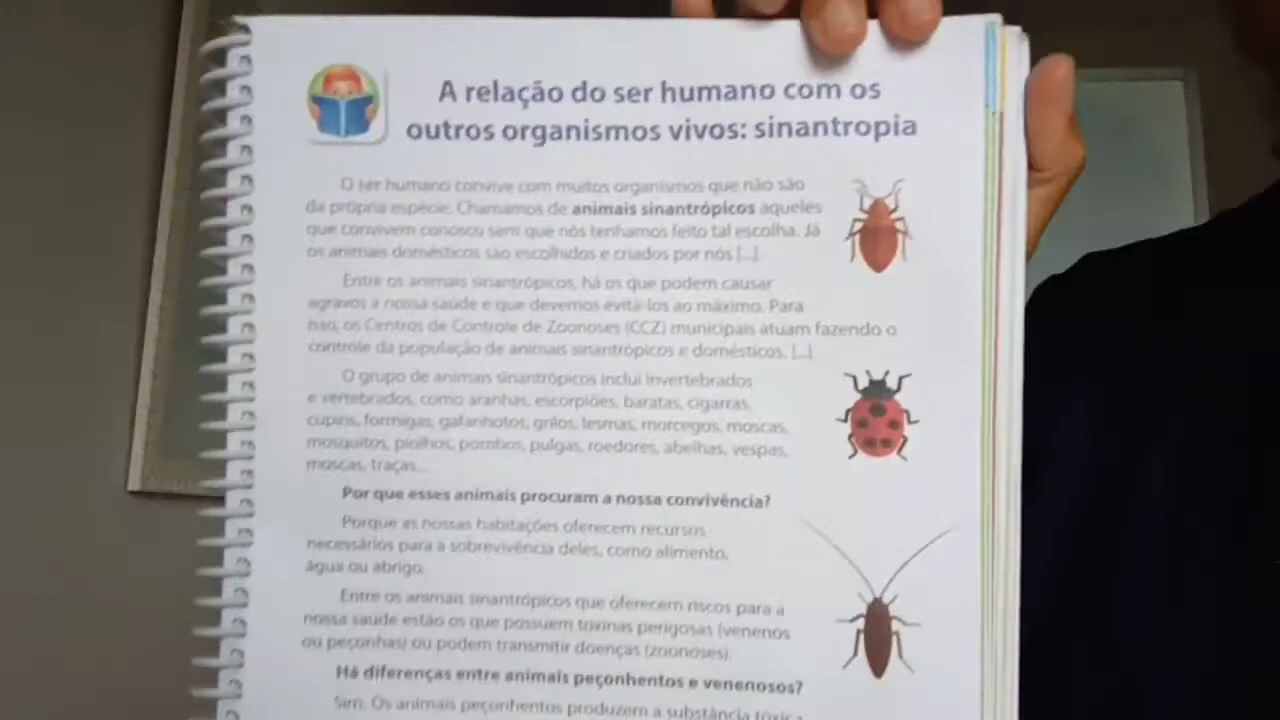 A relação do ser humano com os
outros organismos vivos: sinantropia
O ser humano convive com muitos organismos que não são
da própria espécie. Chamamos de animais sinantrópicos aqueles
que convivem conosco sem que nós tenhamos feito tal escolha. Já
os animais domésticos são escolhidos e criados por nós [...].
Entre os animais sinantrópicos, há os que podem causar
agravos à nossa saúde e que devemos evitá-los ao máximo. Para
isso, os Centros de Controle de Zoonoses (CCZ) municipais atuam fazendo o
controle da população de animais sinantrópicos e domésticos. [...]
O grupo de animais sinantrópicos inclui invertebrados
e vertebrados, como aranhas, escorpiões, baratas, cigarras,
cupins, formigas, gafanhotos, grilos, lesmas, morcegos, moscas,
mosquitos, piolhos, pombos, pulgas, roedores, abelhas, vespas,
moscas, traças...
Por que esses animais procuram a nossa convivência?
Porque as nossas habitações oferecem recursos
necessários para a sobrevivência deles, como alimento,
água ou abrigo.
Entre os animais sinantrópicos que oferecem riscos para a
nossa saúde estão os que possuem toxinas perigosas (venenos
ou peçonhas) ou podem transmitir doenças (zoonoses).
Há diferenças entre animais peçonhentos e venenosos?
Sim. Os animais peçonhentos produzem a substância tóxica